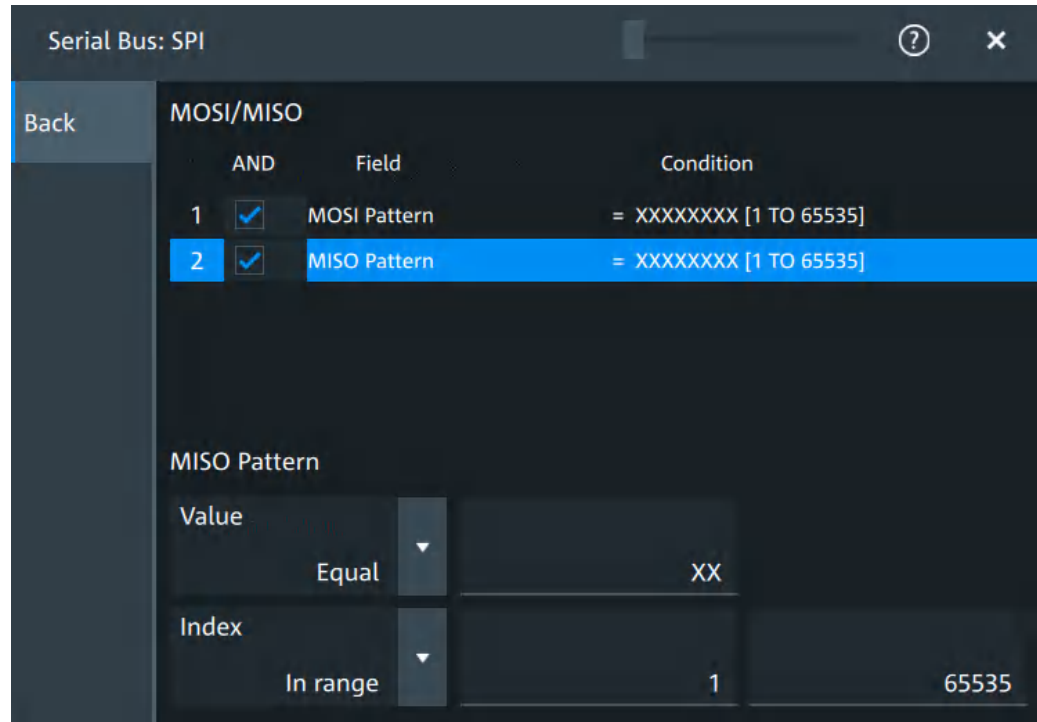 Serial Bus: SPI ? ×
Back
MOSI/MISO
AND Field Condition
1 MOSI Pattern = XXXXXXXX [1 TO 65535]
2 MISO Pattern = XXXXXXXX [1 TO 65535]
MISO Pattern
Value
Equal XX
Index
In range 1 65535